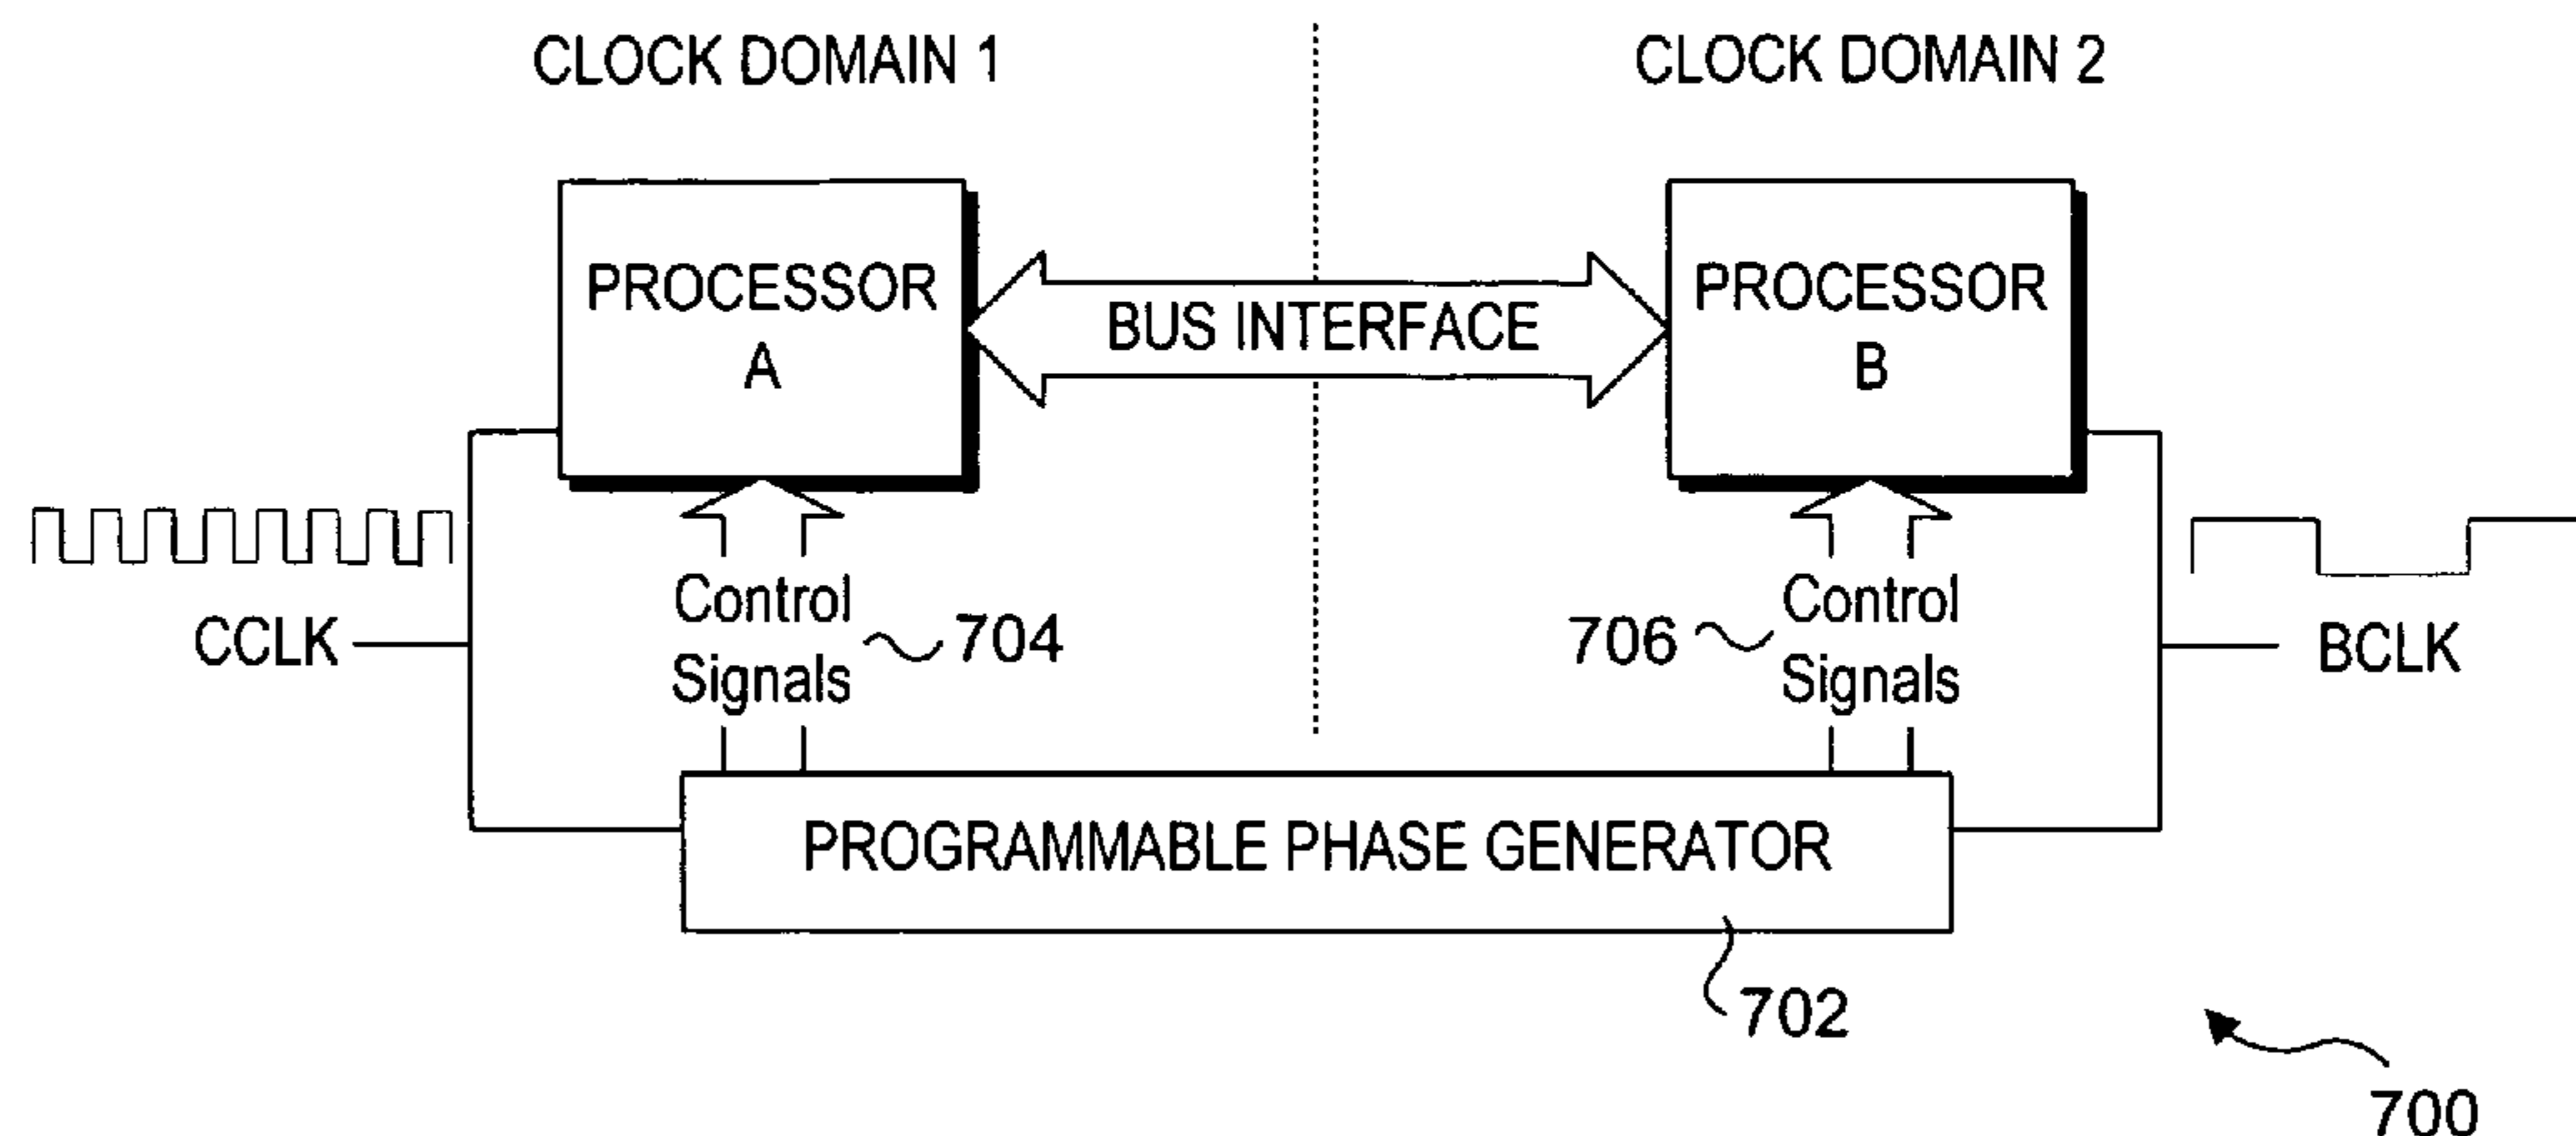 CLOCK DOMAIN 1
CLOCK DOMAIN 2
PROCESSOR
A
BUS INTERFACE
PROCESSOR
B
CCLK
Control
Signals
704
706
Control
Signals
BCLK
PROGRAMMABLE PHASE GENERATOR
702
700